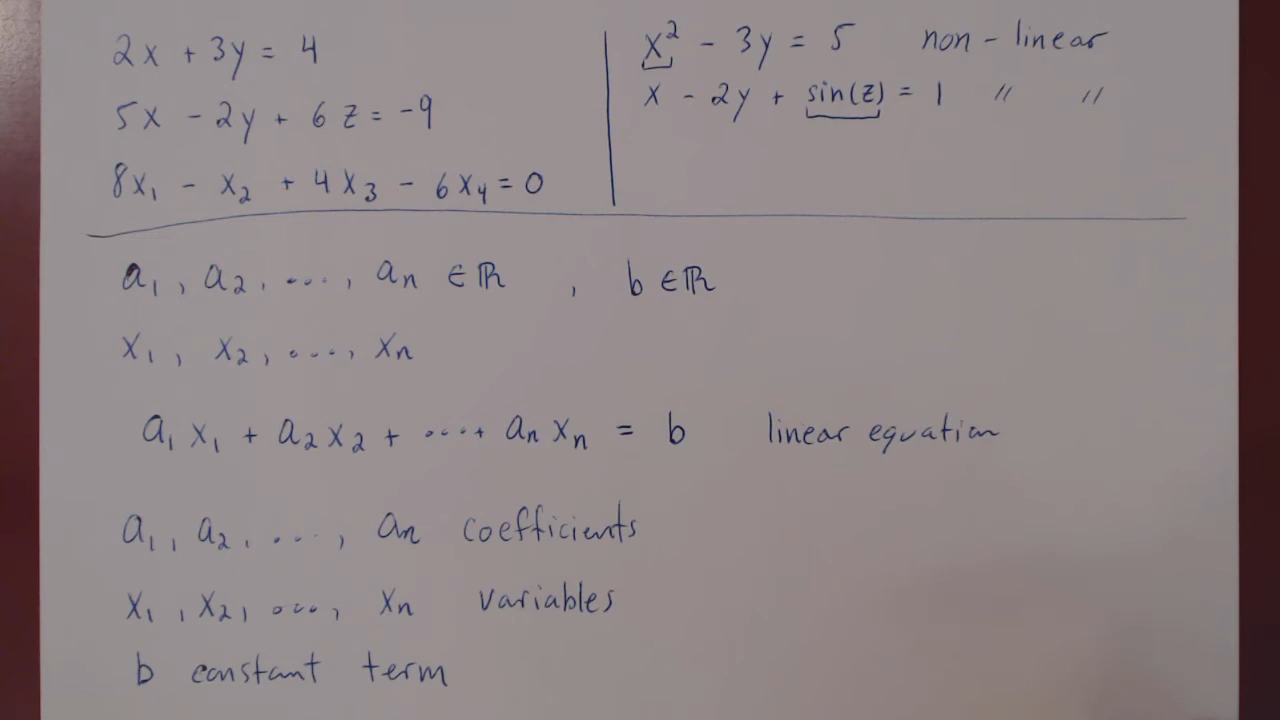 2x + 3y = 4
5x - 2y + 6z = -9
8x₁ - x₂ + 4x₃ - 6x₄ = 0
x² - 3y = 5 non-linear
x - 2y + sin(z) = 1 〃 〃
a₁, a₂, ...., aₙ ∈ ℝ , b ∈ ℝ
x₁, x₂, ...., xₙ
a₁x₁ + a₂x₂ + ....+ aₙxₙ = b linear equation
a₁, a₂, ...., aₙ coefficients
x₁, x₂, ...., xₙ variables
b constant term